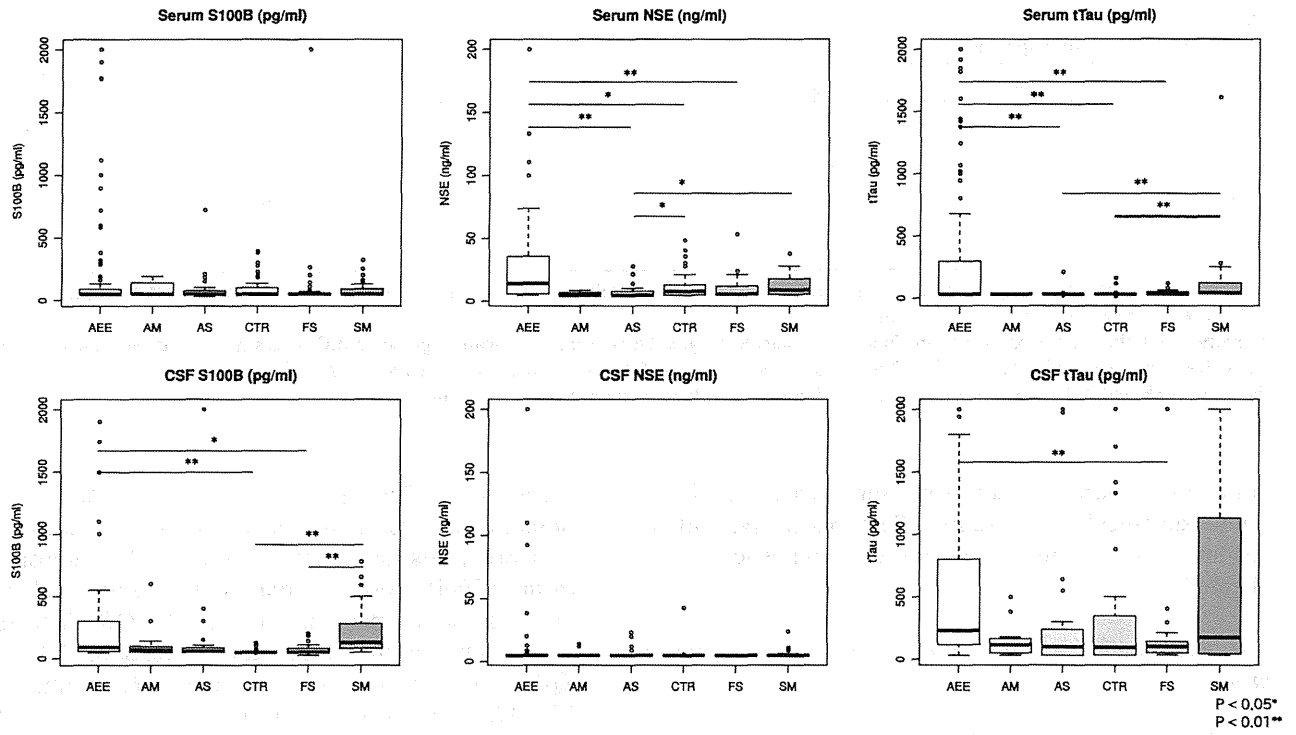 Serum S100B (pg/ml)
S100B (pg/ml)
2000
1500
1000
500
0
AEE AM AS CTR FS SM
Serum NSE (ng/ml)
NSE (ng/ml)
200
150
100
50
0
**
*
**
*
*
AEE AM AS CTR FS SM
Serum tTau (pg/ml)
tTau (pg/ml)
2000
1500
1000
500
0
**
**
**
**
**
AEE AM AS CTR FS SM
CSF S100B (pg/ml)
S100B (pg/ml)
2000
1500
1000
500
0
*
**
**
**
AEE AM AS CTR FS SM
CSF NSE (ng/ml)
NSE (ng/ml)
200
150
100
50
0
AEE AM AS CTR FS SM
CSF tTau (pg/ml)
tTau (pg/ml)
2000
1500
1000
500
0
**
AEE AM AS CTR FS SM
P < 0.05*
P < 0.01**